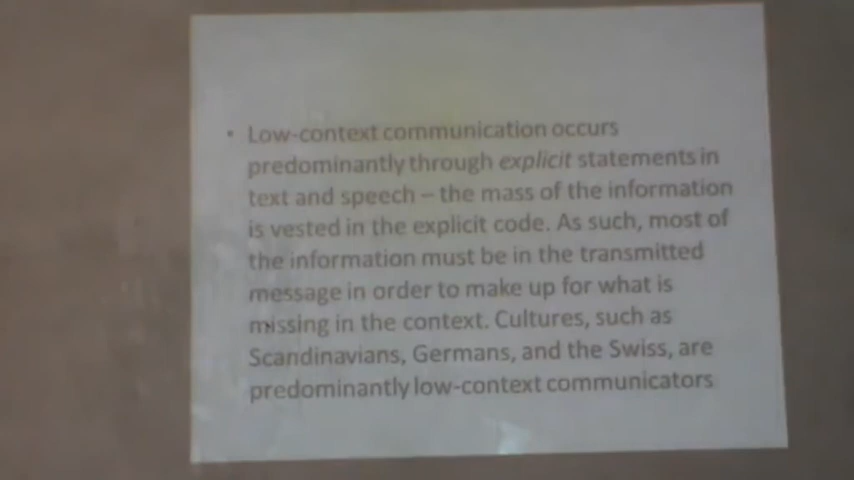 • Low-context communication occurs
predominantly through explicit statements in
text and speech – the mass of the information
is vested in the explicit code. As such, most of
the information must be in the transmitted
message in order to make up for what is
missing in the context. Cultures, such as
Scandinavians, Germans, and the Swiss, are
predominantly low-context communicators